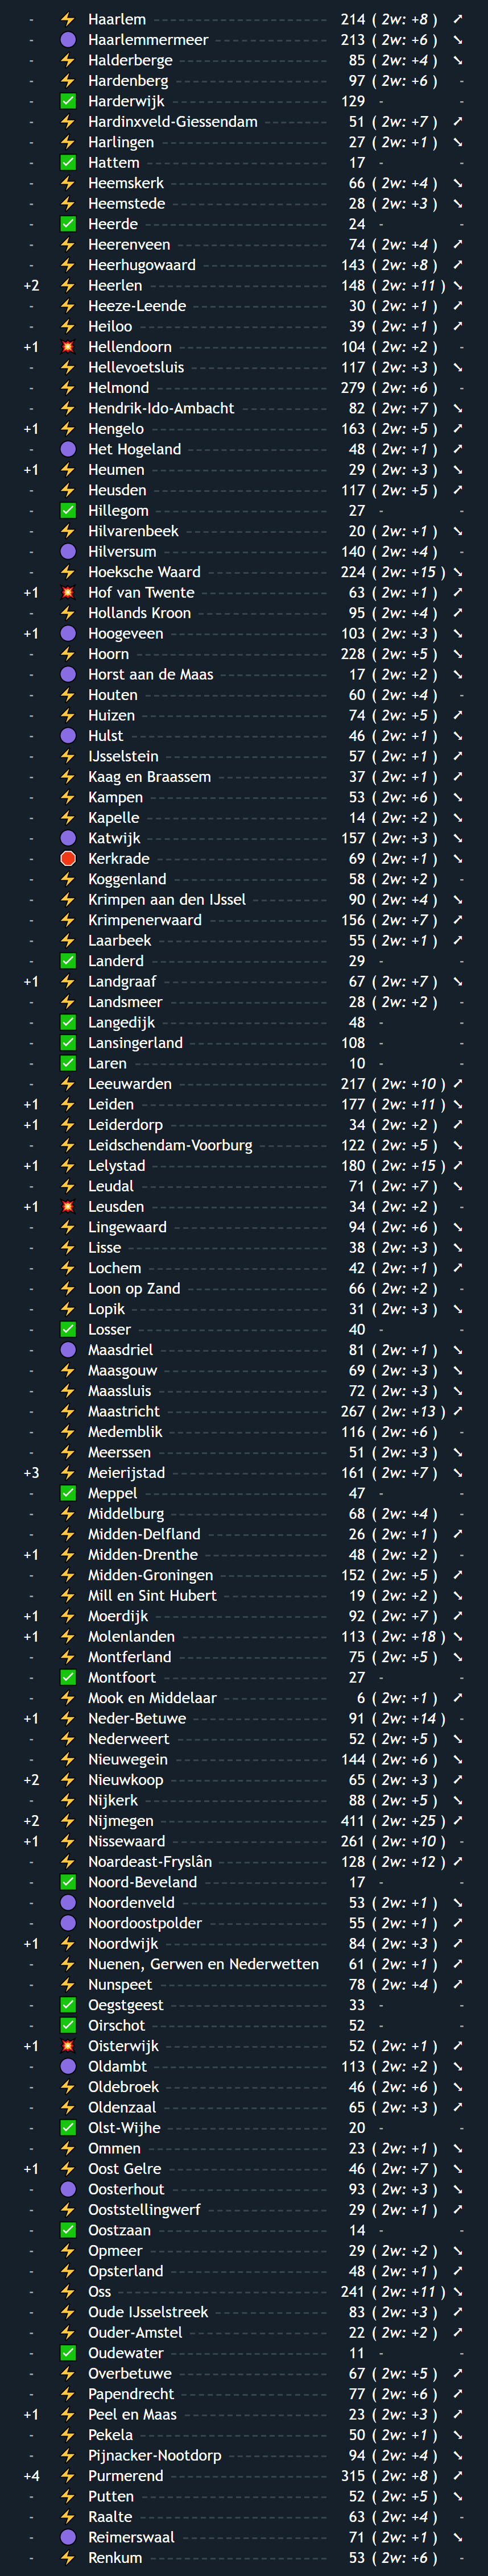 - ⚡ Haarlem 214 ( 2w: +8 ) ↗
- 🟣 Haarlemmermeer 213 ( 2w: +6 ) ↘
- ⚡ Halderberge 85 ( 2w: +4 ) ↘
- ⚡ Hardenberg 97 ( 2w: +6 ) -
- ✅ Harderwijk 129 - -
- ⚡ Hardinxveld-Giessendam 51 ( 2w: +7 ) ↗
- ⚡ Harlingen 27 ( 2w: +1 ) ↘
- ✅ Hattem 17 - -
- ⚡ Heemskerk 66 ( 2w: +4 ) ↘
- ⚡ Heemstede 28 ( 2w: +3 ) ↘
- ✅ Heerde 24 - -
- ⚡ Heerenveen 74 ( 2w: +4 ) ↗
- ⚡ Heerhugowaard 143 ( 2w: +8 ) ↗
+2 ⚡ Heerlen 148 ( 2w: +11 ) ↘
- ⚡ Heeze-Leende 30 ( 2w: +1 ) ↗
- ⚡ Heiloo 39 ( 2w: +1 ) ↗
+1 💥 Hellendoorn 104 ( 2w: +2 ) -
- ⚡ Hellevoetsluis 117 ( 2w: +3 ) ↘
- ⚡ Helmond 279 ( 2w: +6 ) -
- ⚡ Hendrik-Ido-Ambacht 82 ( 2w: +7 ) ↘
+1 ⚡ Hengelo 163 ( 2w: +5 ) ↗
- 🟣 Het Hogeland 48 ( 2w: +1 ) ↗
+1 ⚡ Heumen 29 ( 2w: +3 ) ↘
- ⚡ Heusden 117 ( 2w: +5 ) ↗
- ✅ Hillegom 27 - -
- ⚡ Hilvarenbeek 20 ( 2w: +1 ) ↘
- 🟣 Hilversum 140 ( 2w: +4 ) -
- ⚡ Hoeksche Waard 224 ( 2w: +15 ) ↘
+1 💥 Hof van Twente 63 ( 2w: +1 ) ↗
- ⚡ Hollands Kroon 95 ( 2w: +4 ) ↗
+1 🟣 Hoogeveen 103 ( 2w: +3 ) ↘
- ⚡ Hoorn 228 ( 2w: +5 ) ↘
- 🟣 Horst aan de Maas 17 ( 2w: +2 ) ↘
- ⚡ Houten 60 ( 2w: +4 ) -
- ⚡ Huizen 74 ( 2w: +5 ) ↗
- 🟣 Hulst 46 ( 2w: +1 ) ↘
- ⚡ IJsselstein 57 ( 2w: +1 ) ↗
- ⚡ Kaag en Braassem 37 ( 2w: +1 ) ↗
- ⚡ Kampen 53 ( 2w: +6 ) ↘
- ⚡ Kapelle 14 ( 2w: +2 ) ↘
- 🟣 Katwijk 157 ( 2w: +3 ) ↘
- 🛑 Kerkrade 69 ( 2w: +1 ) ↘
- ⚡ Koggenland 58 ( 2w: +2 ) -
- ⚡ Krimpen aan den IJssel 90 ( 2w: +4 ) ↘
- ⚡ Krimpenerwaard 156 ( 2w: +7 ) ↗
- ⚡ Laarbeek 55 ( 2w: +1 ) ↗
- ✅ Landerd 29 - -
+1 ⚡ Landgraaf 67 ( 2w: +7 ) ↘
- ⚡ Landsmeer 28 ( 2w: +2 ) -
- ✅ Langedijk 48 - -
- ✅ Lansingerland 108 - -
- ✅ Laren 10 - -
- ⚡ Leeuwarden 217 ( 2w: +10 ) ↗
+1 ⚡ Leiden 177 ( 2w: +11 ) ↘
+1 ⚡ Leiderdorp 34 ( 2w: +2 ) ↗
- ⚡ Leidschendam-Voorburg 122 ( 2w: +5 ) ↘
+1 ⚡ Lelystad 180 ( 2w: +15 ) ↗
- ⚡ Leudal 71 ( 2w: +7 ) ↘
+1 💥 Leusden 34 ( 2w: +2 ) -
- ⚡ Lingewaard 94 ( 2w: +6 ) ↘
- ⚡ Lisse 38 ( 2w: +3 ) ↘
- ⚡ Lochem 42 ( 2w: +1 ) ↗
- ⚡ Loon op Zand 66 ( 2w: +2 ) -
- ⚡ Lopik 31 ( 2w: +3 ) ↘
- ✅ Losser 40 - -
- 🟣 Maasdriel 81 ( 2w: +1 ) ↘
- ⚡ Maasgouw 69 ( 2w: +3 ) ↘
- ⚡ Maassluis 72 ( 2w: +3 ) ↘
- ⚡ Maastricht 267 ( 2w: +13 ) ↗
- ⚡ Medemblik 116 ( 2w: +6 ) -
- ⚡ Meerssen 51 ( 2w: +3 ) ↘
+3 ⚡ Meierijstad 161 ( 2w: +7 ) ↘
- ✅ Meppel 47 - -
- ⚡ Middelburg 68 ( 2w: +4 ) -
- ⚡ Midden-Delfland 26 ( 2w: +1 ) ↗
+1 ⚡ Midden-Drenthe 48 ( 2w: +2 ) -
- ⚡ Midden-Groningen 152 ( 2w: +5 ) ↗
- ⚡ Mill en Sint Hubert 19 ( 2w: +2 ) ↘
+1 ⚡ Moerdijk 92 ( 2w: +7 ) ↗
+1 ⚡ Molenlanden 113 ( 2w: +18 ) ↘
- ⚡ Montferland 75 ( 2w: +5 ) ↘
- ✅ Montfoort 27 - -
- ⚡ Mook en Middelaar 6 ( 2w: +1 ) ↗
+1 ⚡ Neder-Betuwe 91 ( 2w: +14 ) -
- ⚡ Nederweert 52 ( 2w: +5 ) ↘
- ⚡ Nieuwegein 144 ( 2w: +6 ) ↘
+2 ⚡ Nieuwkoop 65 ( 2w: +3 ) ↗
- ⚡ Nijkerk 88 ( 2w: +5 ) ↘
+2 ⚡ Nijmegen 411 ( 2w: +25 ) ↗
+1 ⚡ Nissewaard 261 ( 2w: +10 ) -
- ⚡ Noardeast-Fryslân 128 ( 2w: +12 ) ↗
- ✅ Noord-Beveland 17 - -
- 🟣 Noordenveld 53 ( 2w: +1 ) ↘
- 🟣 Noordoostpolder 55 ( 2w: +1 ) ↗
+1 ⚡ Noordwijk 84 ( 2w: +3 ) ↗
- ⚡ Nuenen, Gerwen en Nederwetten 61 ( 2w: +1 ) ↗
- ⚡ Nunspeet 78 ( 2w: +4 ) ↗
- ✅ Oegstgeest 33 - -
- ✅ Oirschot 52 - -
+1 💥 Oisterwijk 52 ( 2w: +1 ) ↗
- 🟣 Oldambt 113 ( 2w: +2 ) ↘
- ⚡ Oldebroek 46 ( 2w: +6 ) ↘
- ⚡ Oldenzaal 65 ( 2w: +3 ) ↗
- ✅ Olst-Wijhe 20 - -
- ⚡ Ommen 23 ( 2w: +1 ) ↘
+1 ⚡ Oost Gelre 46 ( 2w: +7 ) ↘
- 🟣 Oosterhout 93 ( 2w: +3 ) ↘
- ⚡ Ooststellingwerf 29 ( 2w: +1 ) ↗
- ✅ Oostzaan 14 - -
- ⚡ Opmeer 29 ( 2w: +2 ) ↘
- ⚡ Opsterland 48 ( 2w: +1 ) ↗
- ⚡ Oss 241 ( 2w: +11 ) ↘
- ⚡ Oude IJsselstreek 83 ( 2w: +3 ) ↗
- ⚡ Ouder-Amstel 22 ( 2w: +2 ) ↗
- ✅ Oudewater 11 - -
- ⚡ Overbetuwe 67 ( 2w: +5 ) ↗
- ⚡ Papendrecht 77 ( 2w: +6 ) ↗
+1 ⚡ Peel en Maas 23 ( 2w: +3 ) ↗
- ⚡ Pekela 50 ( 2w: +1 ) ↘
- ⚡ Pijnacker-Nootdorp 94 ( 2w: +4 ) ↘
+4 ⚡ Purmerend 315 ( 2w: +8 ) ↗
- ⚡ Putten 52 ( 2w: +5 ) ↘
- ⚡ Raalte 63 ( 2w: +4 ) -
- 🟣 Reimerswaal 71 ( 2w: +1 ) ↘
- ⚡ Renkum 53 ( 2w: +6 ) -